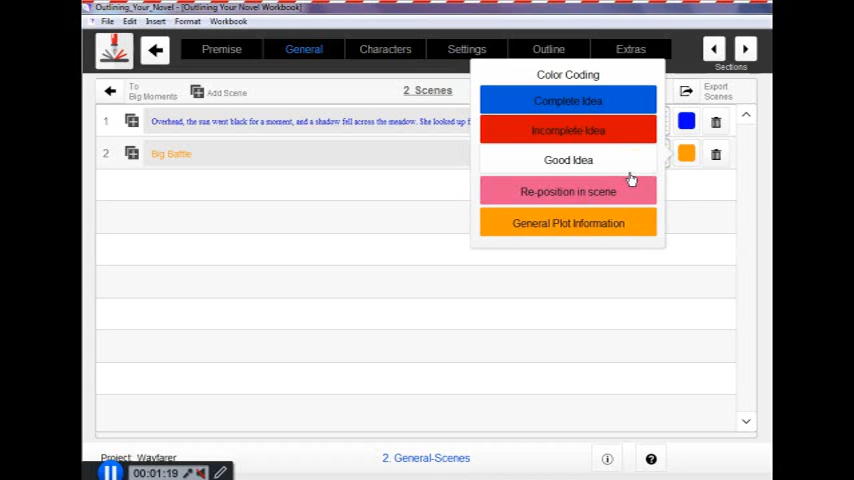 Outlining_Your_Novel - [Outlining Your Novel Workbook]
File Edit Insert Format Workbook
Premise General Characters Settings Outline Extras
Sections
Color Coding
To Big Moments
Add Scene
2 Scenes
Export Scenes
Complete Idea
1 Overhead, the sun went black for a moment, and a shadow fell across the meadow. She looked up f
Incomplete Idea
2 Big Battle
Good Idea
Re-position in scene
General Plot Information
Project: Wayfarer
2. General-Scenes
00:01:19